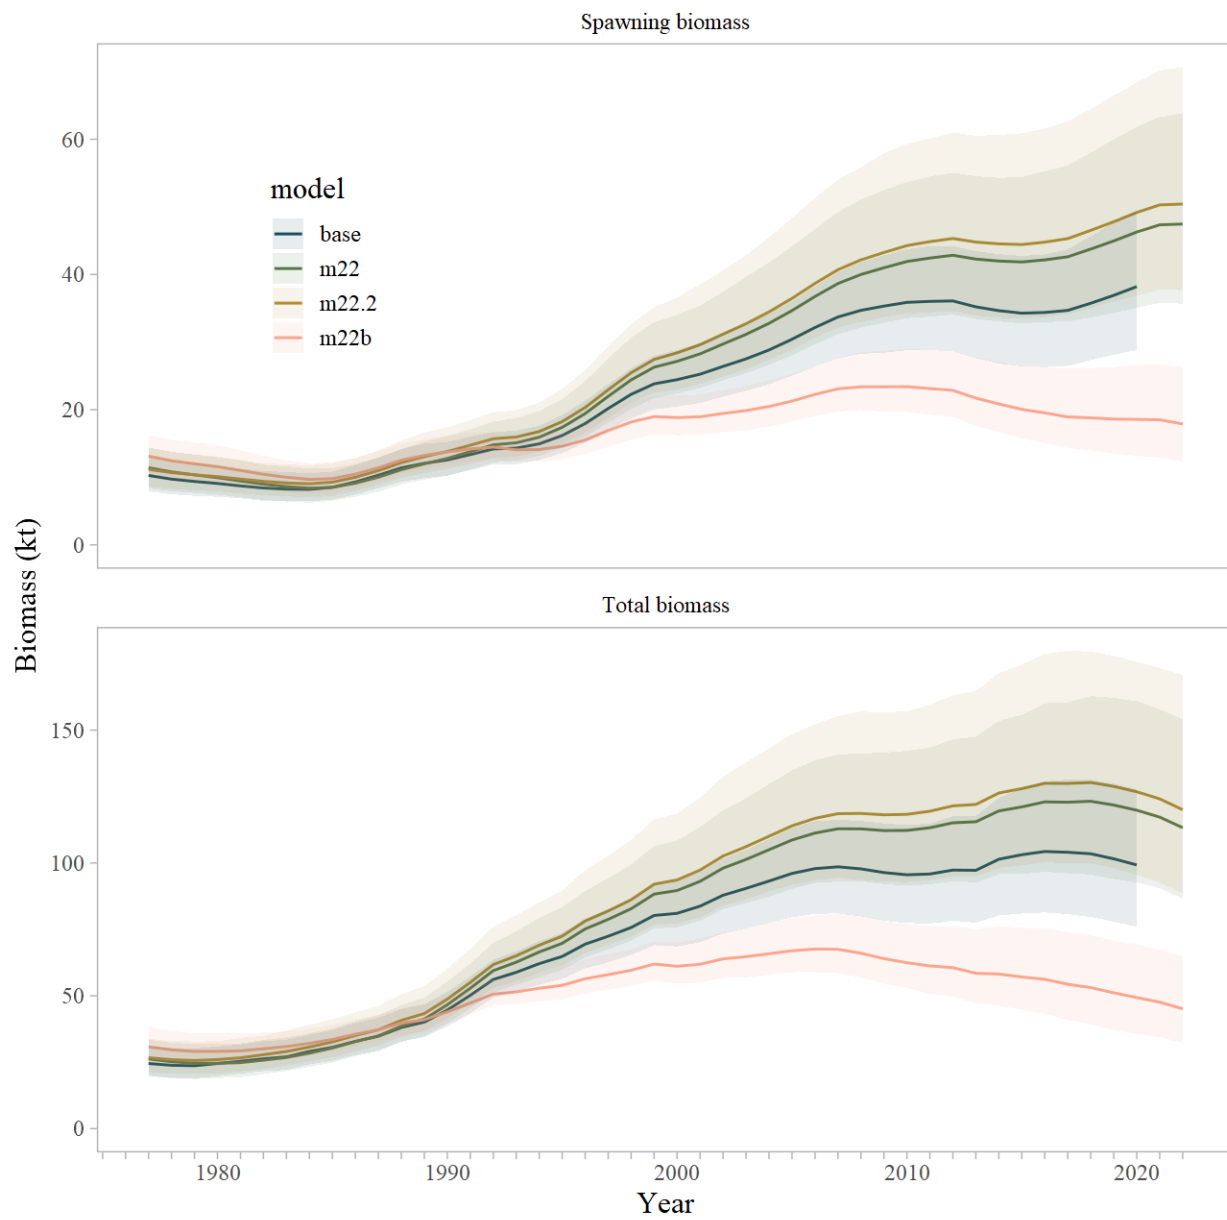 Spawning biomass
60
40
20
0
model
base
m22
m22.2
m22b
Biomass (kt)
Total biomass
150
100
50
0
1980 1990 2000 2010 2020
Year